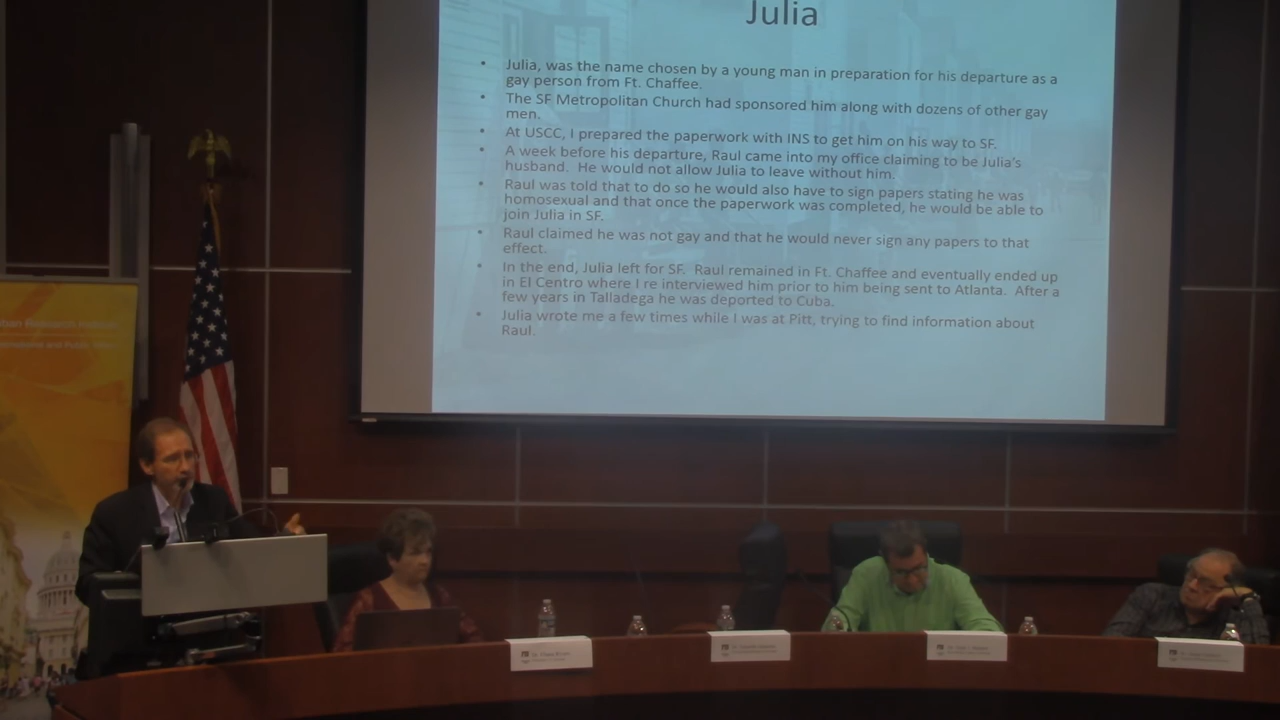 Julia
• Julia, was the name chosen by a young man in preparation for his departure as a
gay person from Ft. Chaffee.
• The SF Metropolitan Church had sponsored him along with dozens of other gay
men.
• At USCC, I prepared the paperwork with INS to get him on his way to SF.
• A week before his departure, Raul came into my office claiming to be Julia's
husband. He would not allow Julia to leave without him.
• Raul was told that to do so he would also have to sign papers stating he was
homosexual and that once the paperwork was completed, he would be able to
join Julia in SF.
• Raul claimed he was not gay and that he would never sign any papers to that
effect.
• In the end, Julia left for SF. Raul remained in Ft. Chaffee and eventually ended up
in El Centro where I re interviewed him prior to him being sent to Atlanta. After a
few years in Talladega he was deported to Cuba.
• Julia wrote me a few times while I was at Pitt, trying to find information about
Raul.
Research